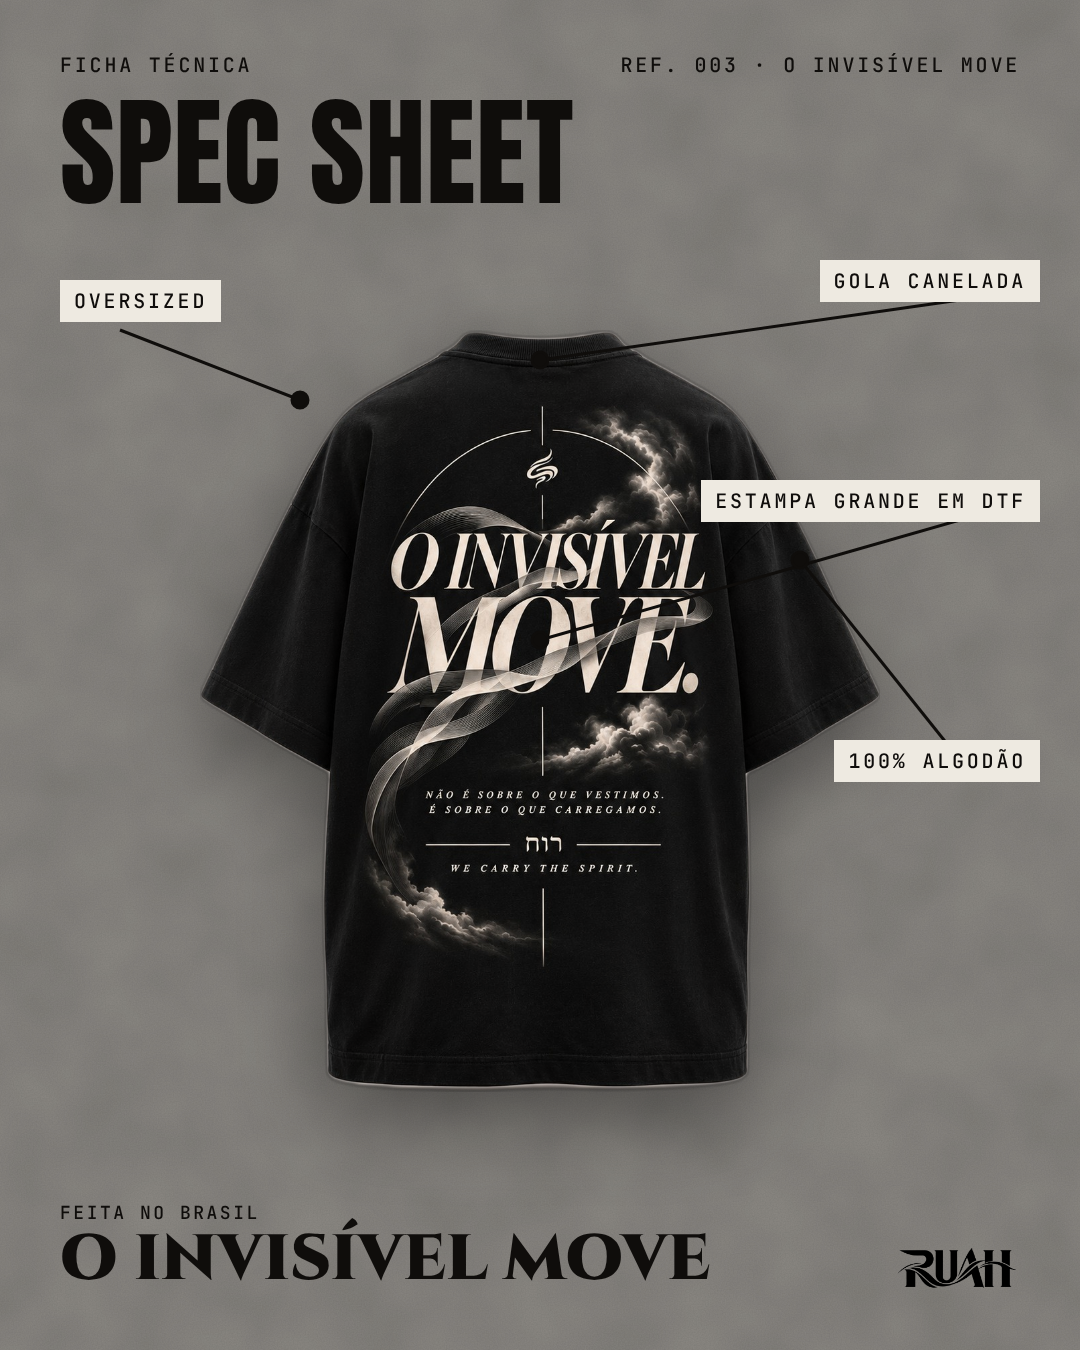 FICHA TÉCNICA
REF. 003 · O INVISÍVEL MOVE
SPEC SHEET
OVERSIZED
GOLA CANELADA
ESTAMPA GRANDE EM DTF
100% ALGODÃO
O INVISÍVEL
MOVE.
NÃO É SOBRE O QUE VESTIMOS.
É SOBRE O QUE CARREGAMOS.
רוח
WE CARRY THE SPIRIT.
FEITA NO BRASIL
O INVISÍVEL MOVE
RUAH